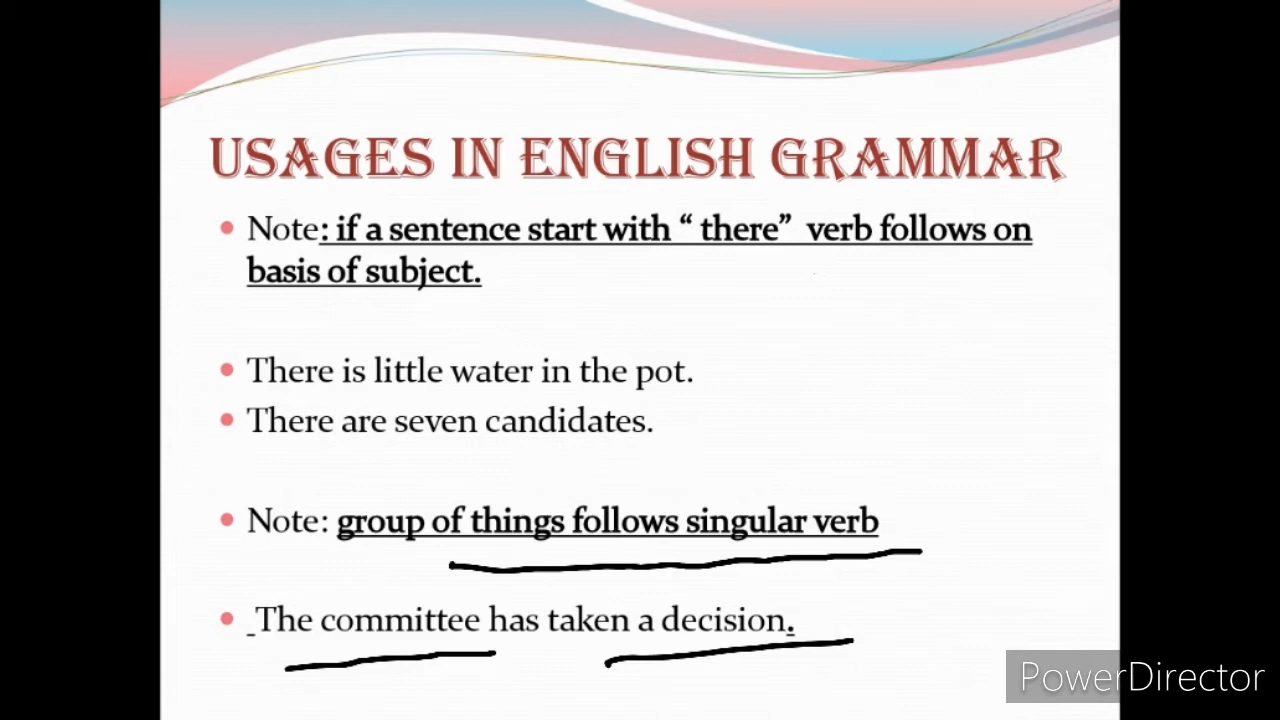 USAGES IN ENGLISH GRAMMAR
Note: if a sentence start with “ there” verb follows on
basis of subject.
There is little water in the pot.
There are seven candidates.
Note: group of things follows singular verb
The committee has taken a decision.
PowerDirector